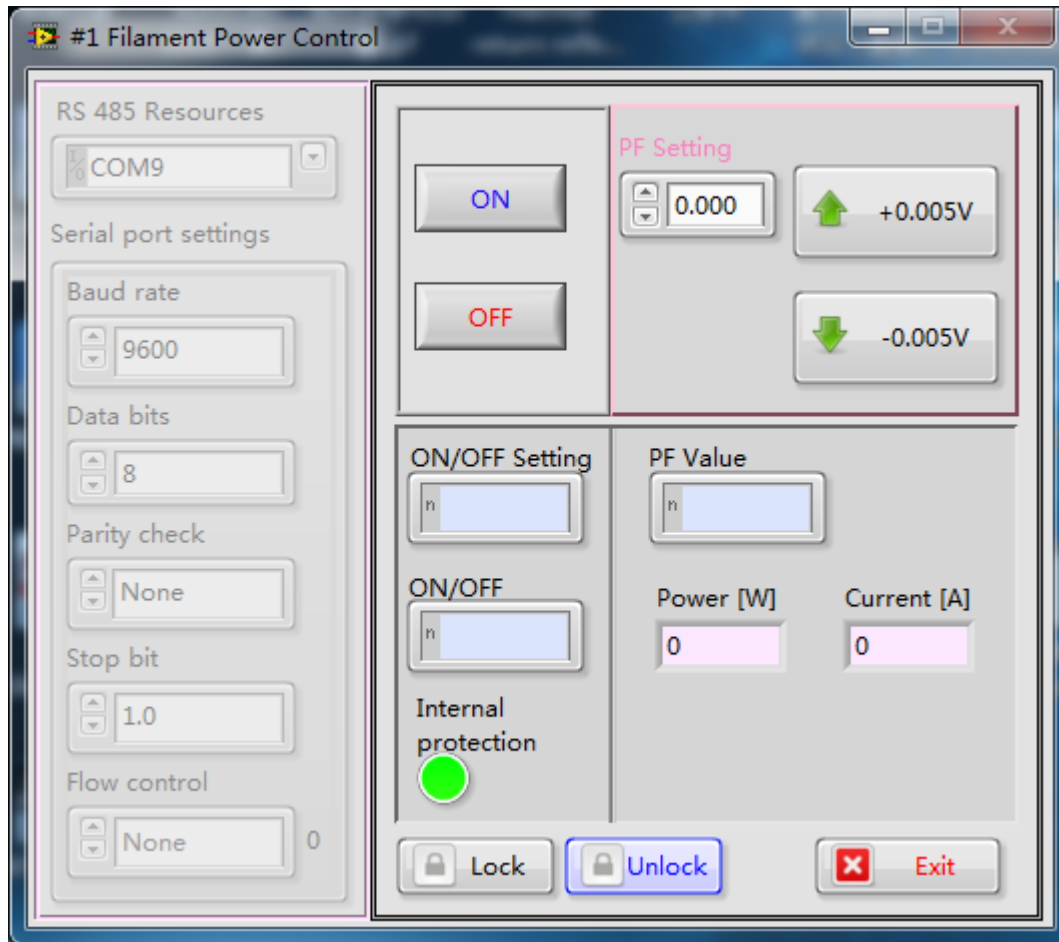 #1 Filament Power Control
RS 485 Resources
COM9
Serial port settings
Baud rate
9600
Data bits
8
Parity check
None
Stop bit
1.0
Flow control
None 0
ON
OFF
PF Setting
0.000
+0.005V
-0.005V
ON/OFF Setting
n
ON/OFF
n
Internal
protection
PF Value
n
Power [W]
0
Current [A]
0
Lock
Unlock
Exit